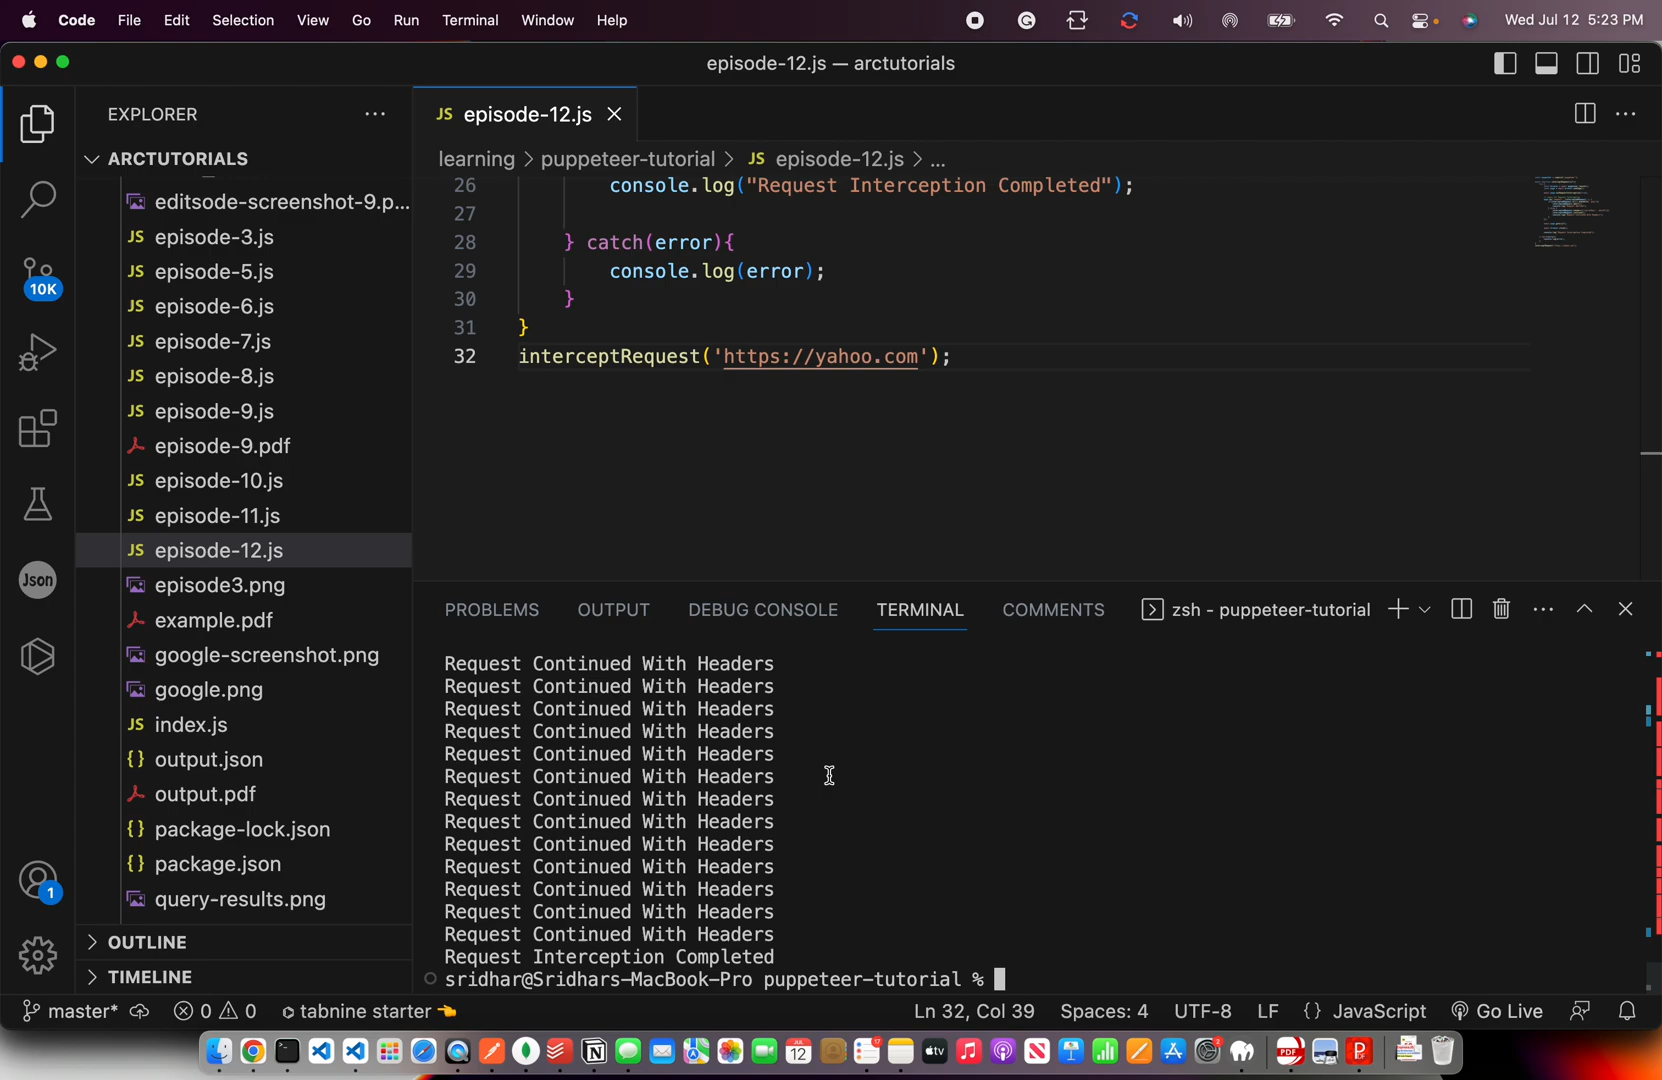 Code File Edit Selection View Go Run Terminal Window Help Wed Jul 12 5:23 PM
episode-12.js — arctutorials
EXPLORER
JS episode-12.js
ARCTUTORIALS
learning > puppeteer-tutorial > JS episode-12.js > ...
editsode-screenshot-9.p...
JS episode-3.js
JS episode-5.js
JS episode-6.js
JS episode-7.js
JS episode-8.js
JS episode-9.js
episode-9.pdf
JS episode-10.js
JS episode-11.js
JS episode-12.js
episode3.png
example.pdf
google-screenshot.png
google.png
JS index.js
{} output.json
output.pdf
{} package-lock.json
{} package.json
query-results.png
OUTLINE
TIMELINE
10K
Json
1
26 console.log("Request Interception Completed");
27
28 } catch(error){
29 console.log(error);
30 }
31 }
32 interceptRequest('https://yahoo.com');
PROBLEMS OUTPUT DEBUG CONSOLE TERMINAL COMMENTS zsh - puppeteer-tutorial
Request Continued With Headers
Request Continued With Headers
Request Continued With Headers
Request Continued With Headers
Request Continued With Headers
Request Continued With Headers
Request Continued With Headers
Request Continued With Headers
Request Continued With Headers
Request Continued With Headers
Request Continued With Headers
Request Continued With Headers
Request Continued With Headers
Request Interception Completed
sridhar@Sridhars-MacBook-Pro puppeteer-tutorial %
master* 0 0 tabnine starter Ln 32, Col 39 Spaces: 4 UTF-8 LF {} JavaScript Go Live